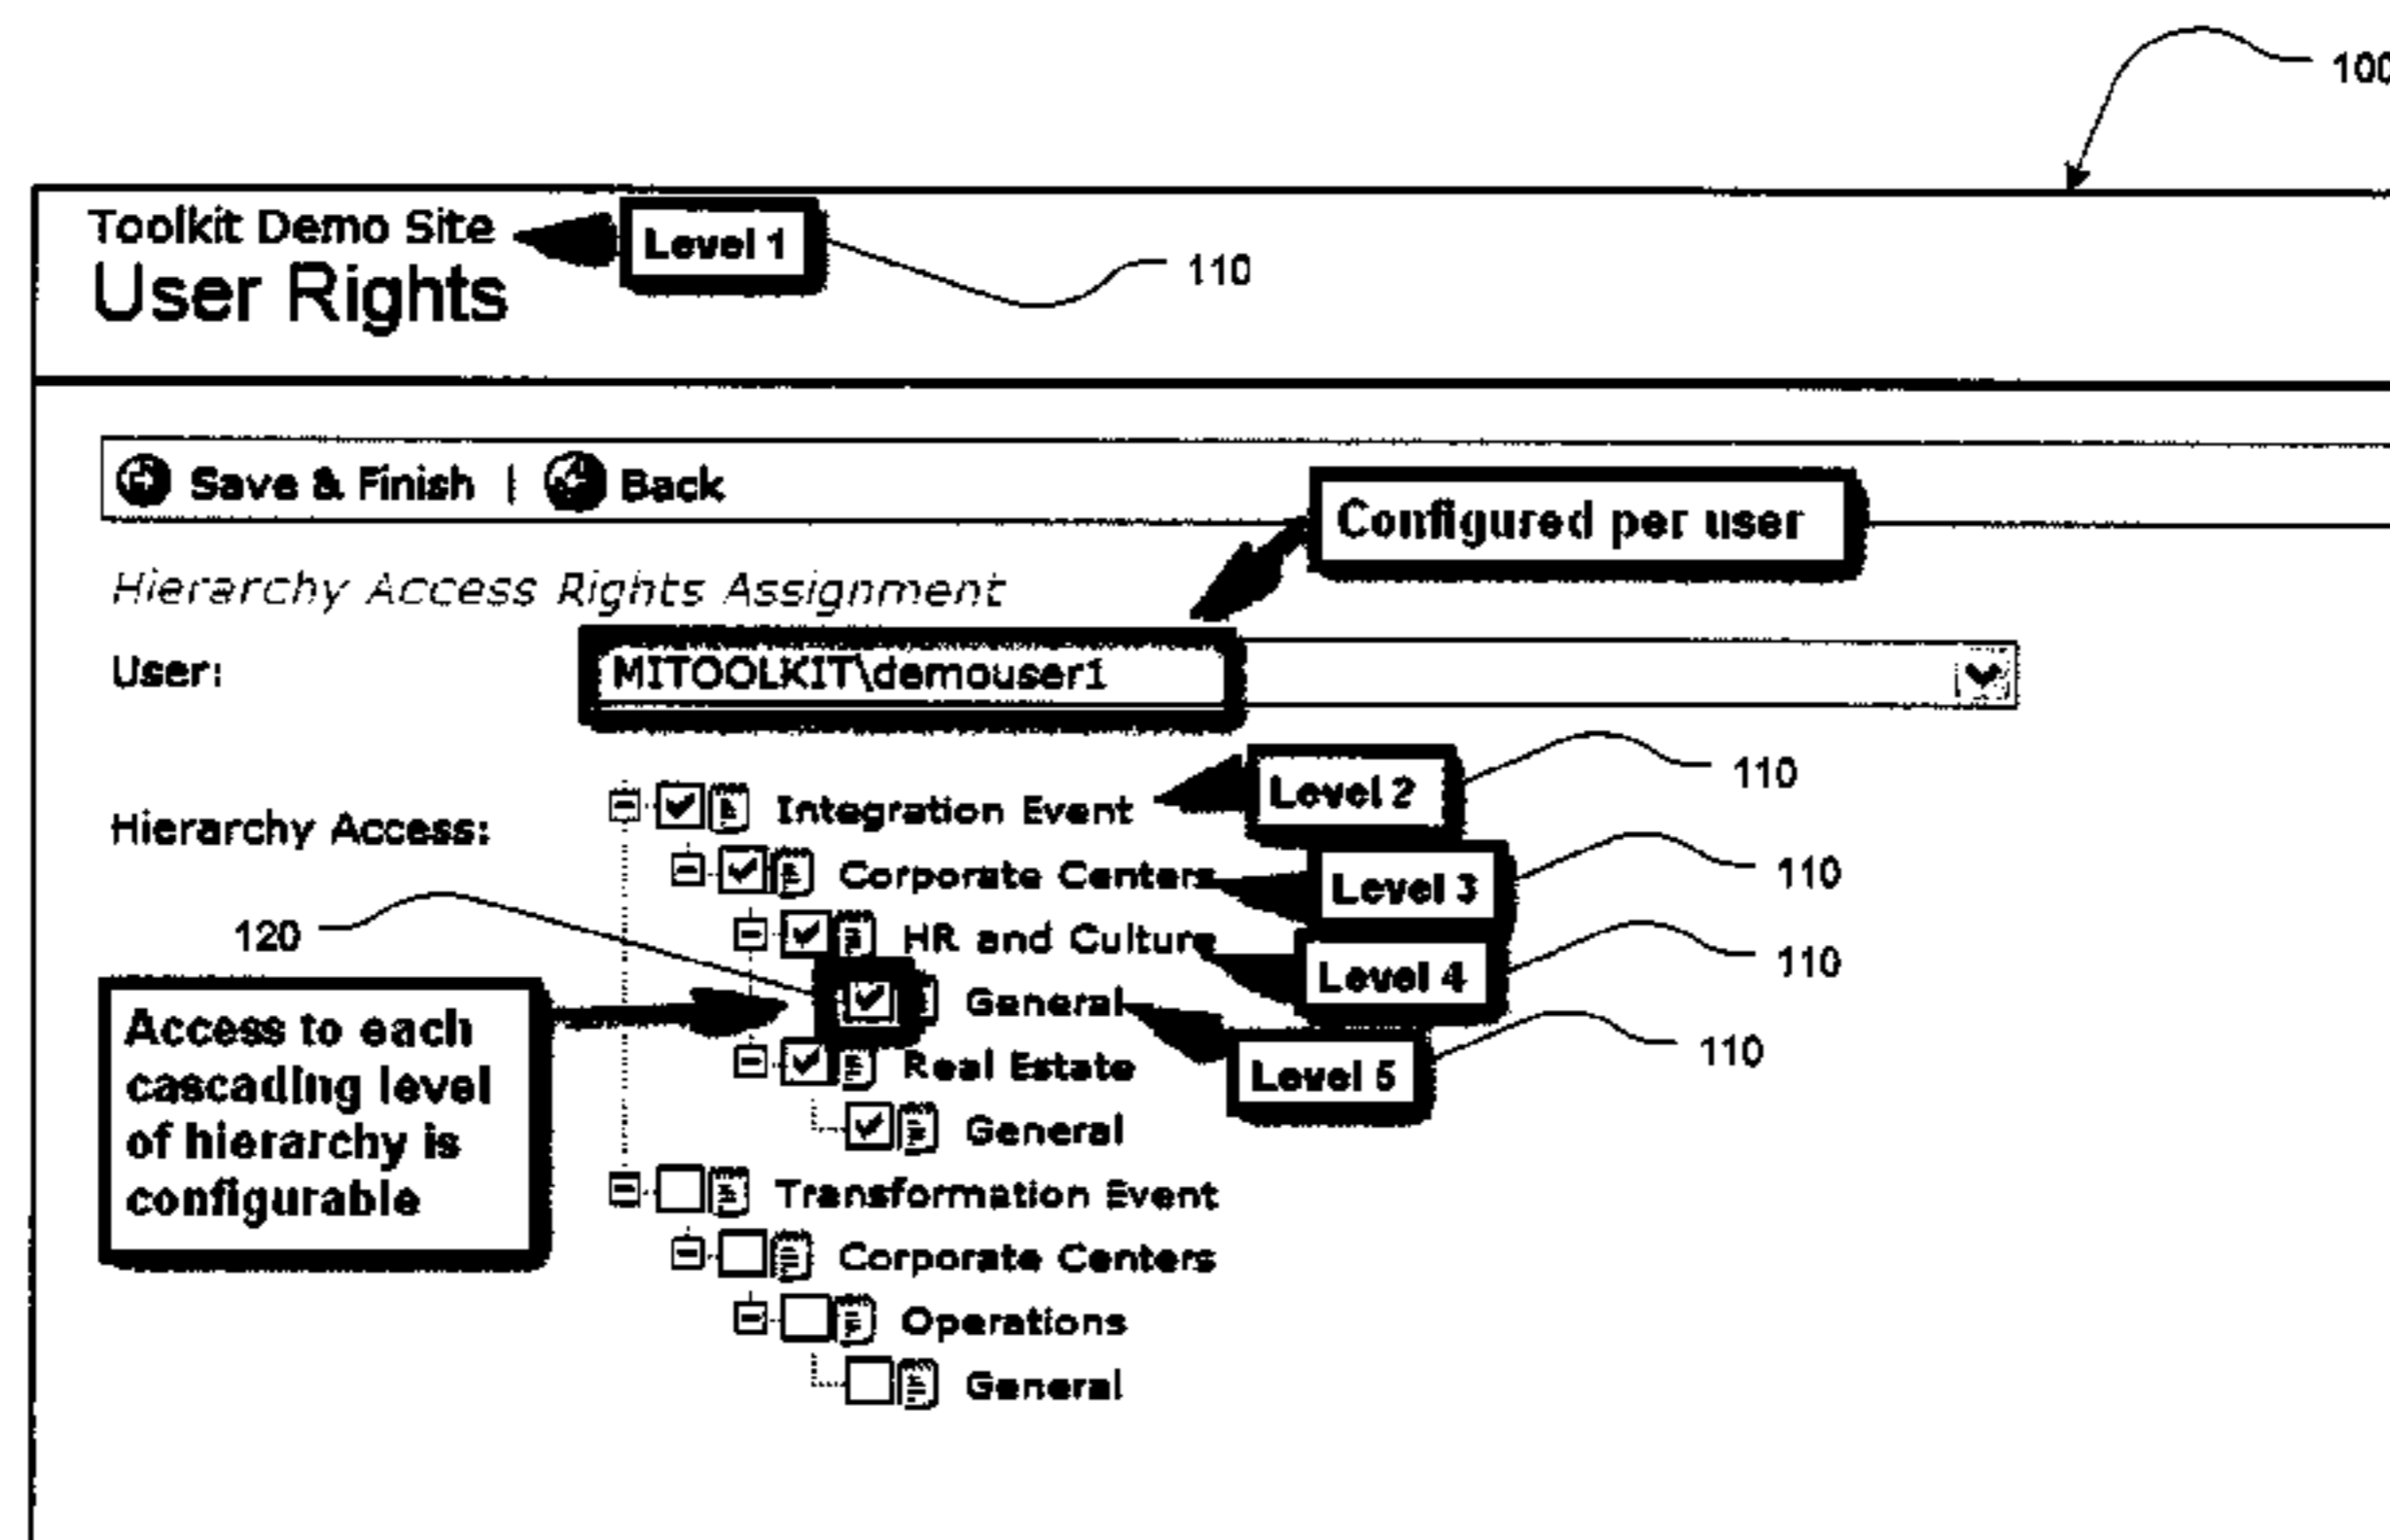 100
Toolkit Demo Site
Level 1
110
User Rights
Save & Finish | Back
Configured per user
Hierarchy Access Rights Assignment
User:
MITOOLKIT\demouser1
Hierarchy Access:
Integration Event
Level 2
110
Corporate Centers
Level 3
110
120
HR and Culture
Level 4
110
General
Level 5
110
Access to each
cascading level
of hierarchy is
configurable
Real Estate
General
Transformation Event
Corporate Centers
Operations
General